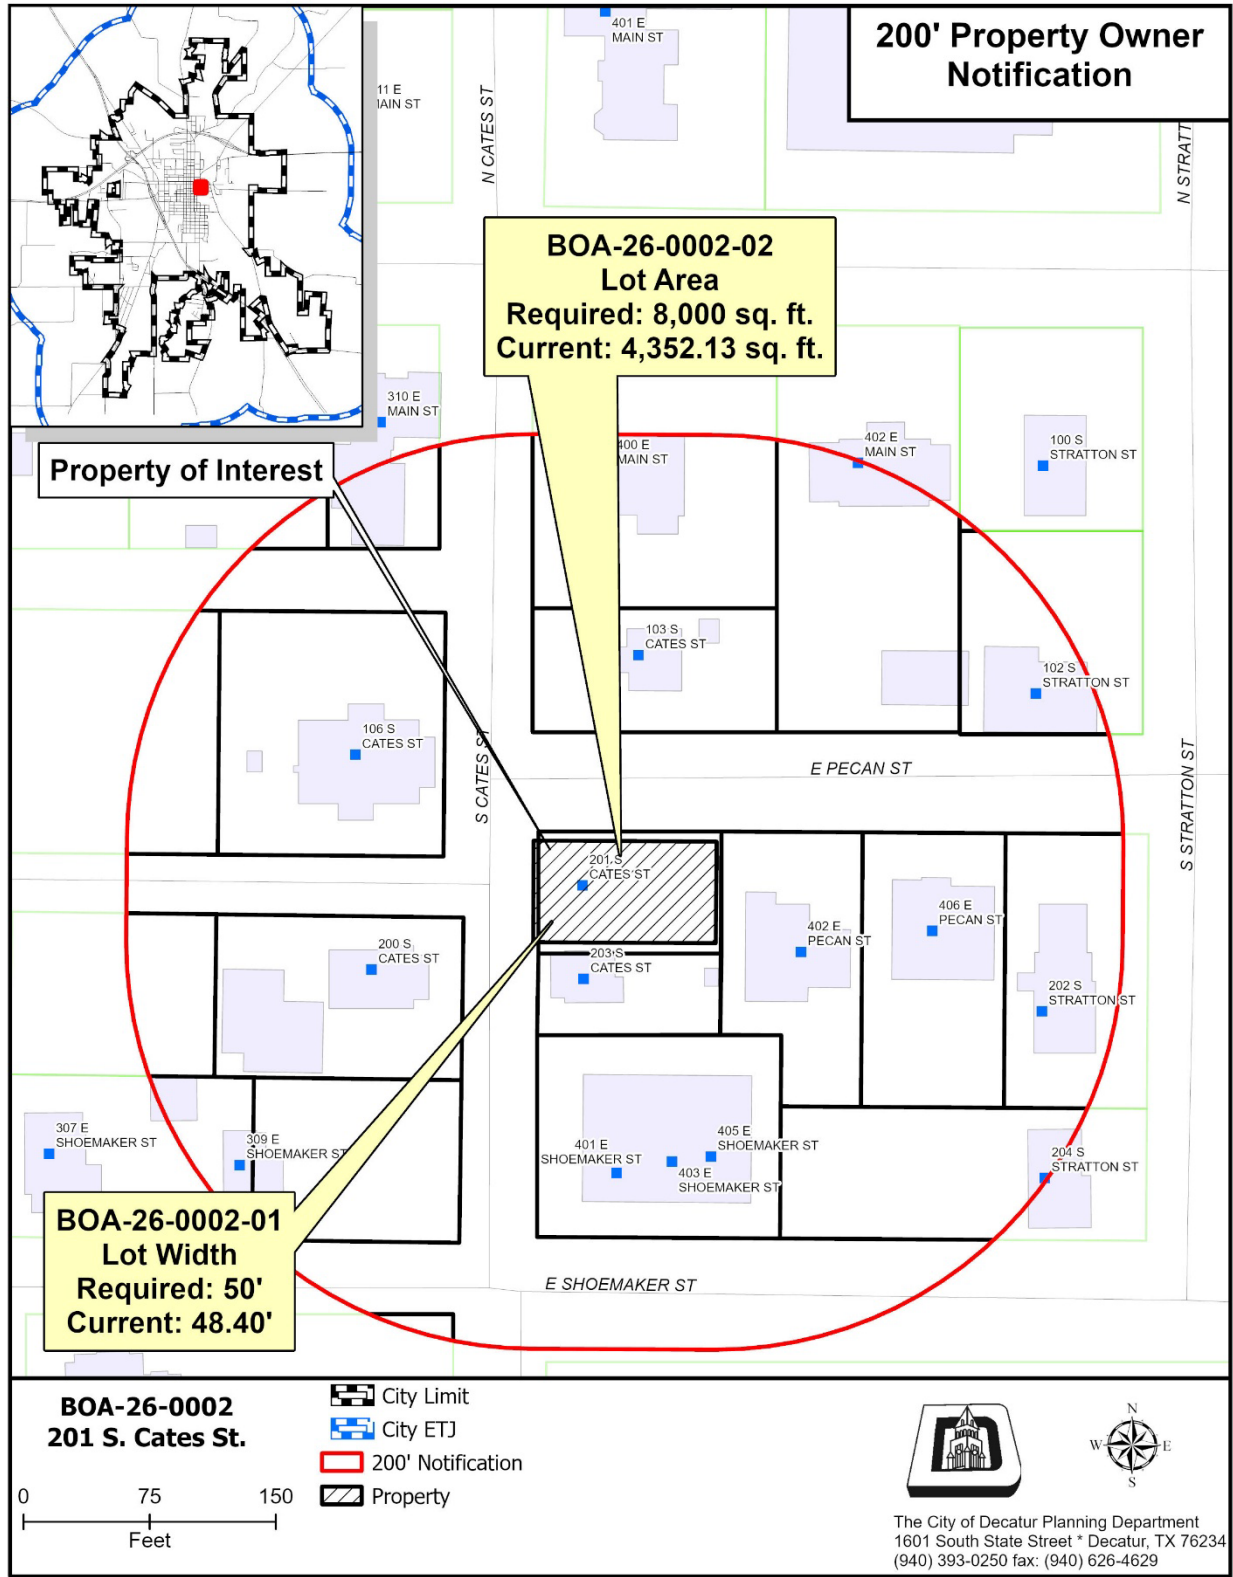 200' Property Owner
Notification
401 E
MAIN ST
11 E
MAIN ST
N CATES ST
N STRATT
BOA-26-0002-02
Lot Area
Required: 8,000 sq. ft.
Current: 4,352.13 sq. ft.
310 E
MAIN ST
Property of Interest
400 E
MAIN ST
402 E
MAIN ST
100 S
STRATTON ST
103 S
CATES ST
102 S
STRATTON ST
106 S
CATES ST
S CATES ST
E PECAN ST
S STRATTON ST
201 S
CATES ST
402 E
PECAN ST
406 E
PECAN ST
200 S
CATES ST
203 S
CATES ST
202 S
STRATTON ST
307 E
SHOEMAKER ST
309 E
SHOEMAKER ST
401 E
SHOEMAKER ST
405 E
SHOEMAKER ST
403 E
SHOEMAKER ST
204 S
STRATTON ST
BOA-26-0002-01
Lot Width
Required: 50'
Current: 48.40'
E SHOEMAKER ST
BOA-26-0002
201 S. Cates St.
0 75 150
Feet
City Limit
City ETJ
200' Notification
Property
D
N
W E
S
The City of Decatur Planning Department
1601 South State Street * Decatur, TX 76234
(940) 393-0250 fax: (940) 626-4629